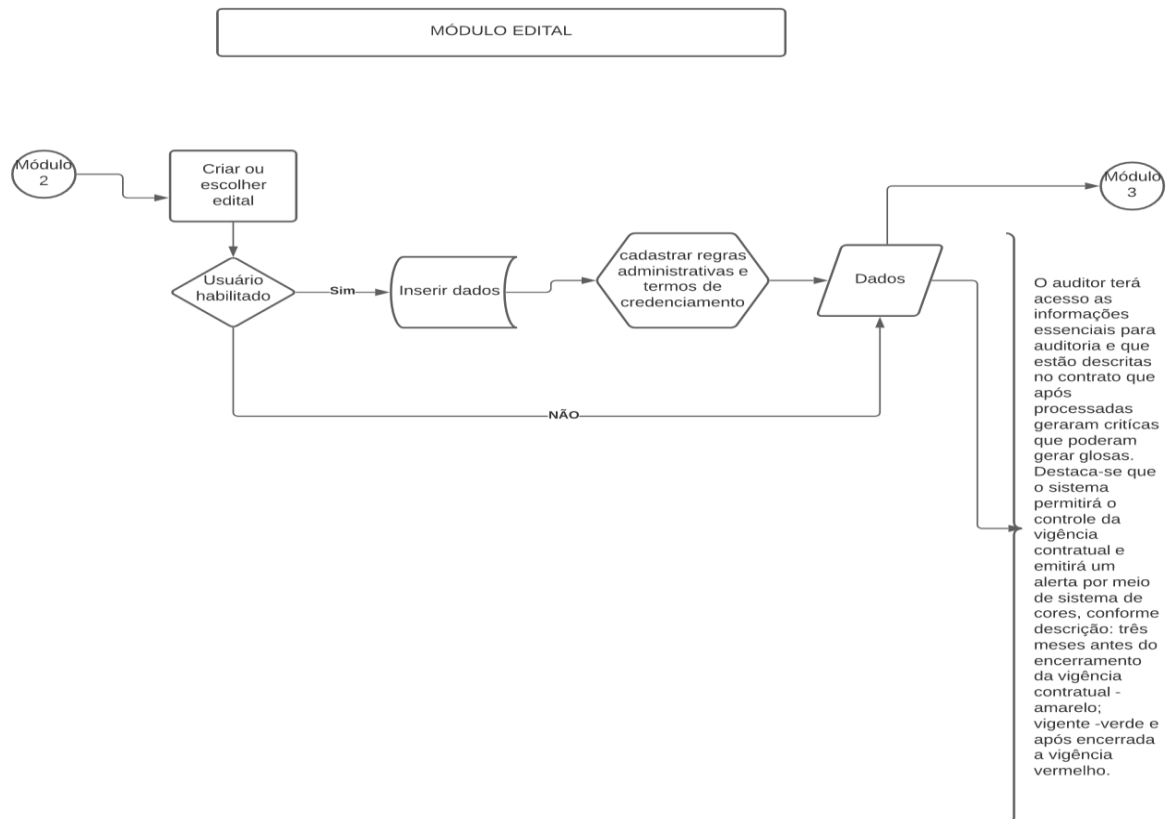 MÓDULO EDITAL
Módulo
2
Criar ou
escolher
edital
Usuário
habilitado
Sim
Inserir dados
cadastrar regras
administrativas e
termos de
credenciamento
Dados
Módulo
3
NÃO
O auditor terá
acesso as
informações
essenciais para
auditoria e que
estão descritas
no contrato que
após
processadas
geraram critícas
que poderam
gerar glosas.
Destaca-se que
o sistema
permitirá o
controle da
vigência
contratual e
emitirá um
alerta por meio
de sistema de
cores, conforme
descrição: três
meses antes do
encerramento
da vigência
contratual -
amarelo;
vigente -verde e
após encerrada
a vigência
vermelho.